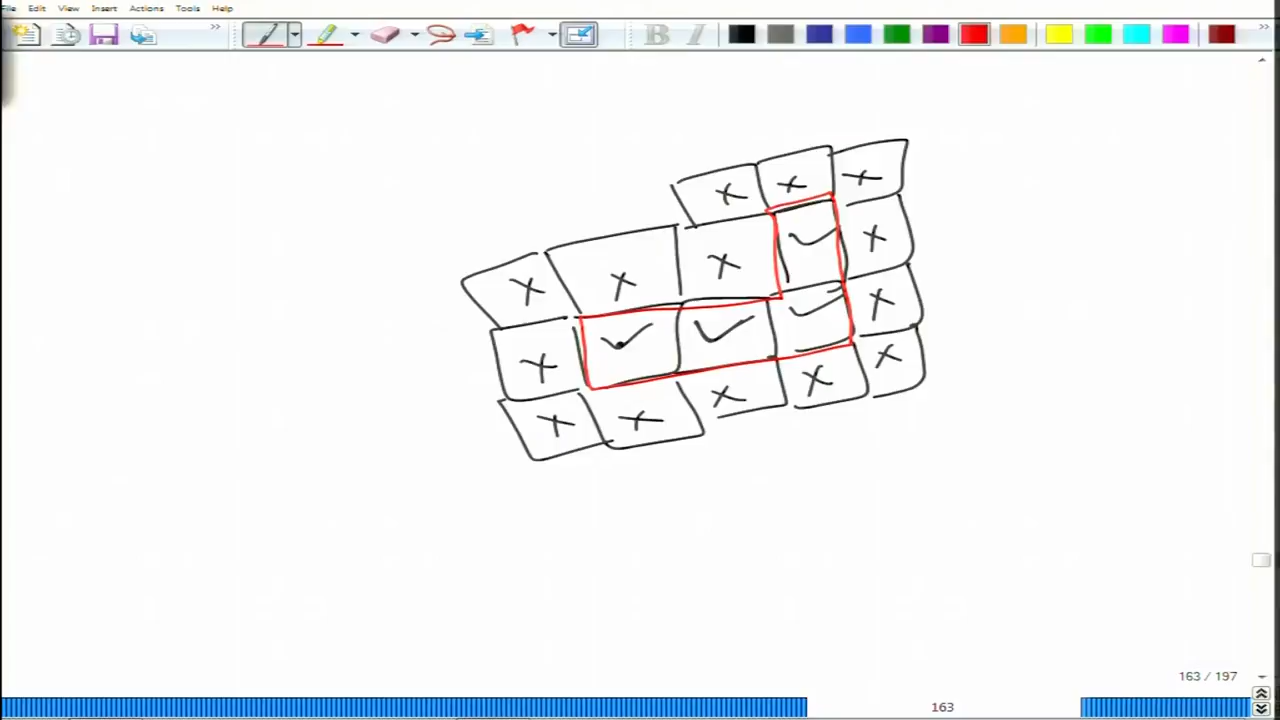 File Edit View Insert Actions Tools Help
B I
x x x
x x x ✓ x
x ✓ ✓ ✓ x
x x x x x
163 / 197
163